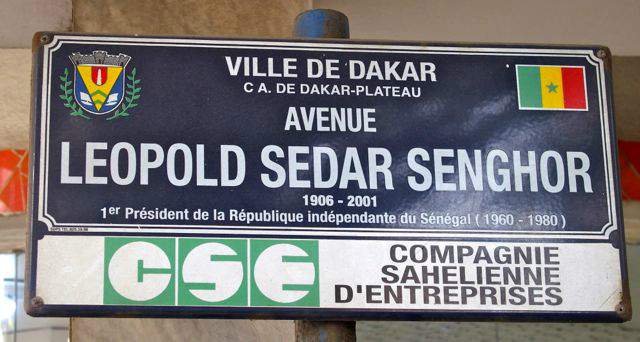 VILLE DE DAKAR
C A. DE DAKAR-PLATEAU
AVENUE
LEOPOLD SEDAR SENGHOR
1906 - 2001
1er Président de la République indépendante du Sénégal ( 1960 - 1980 )
CSE
COMPAGNIE
SAHELIENNE
D'ENTREPRISES